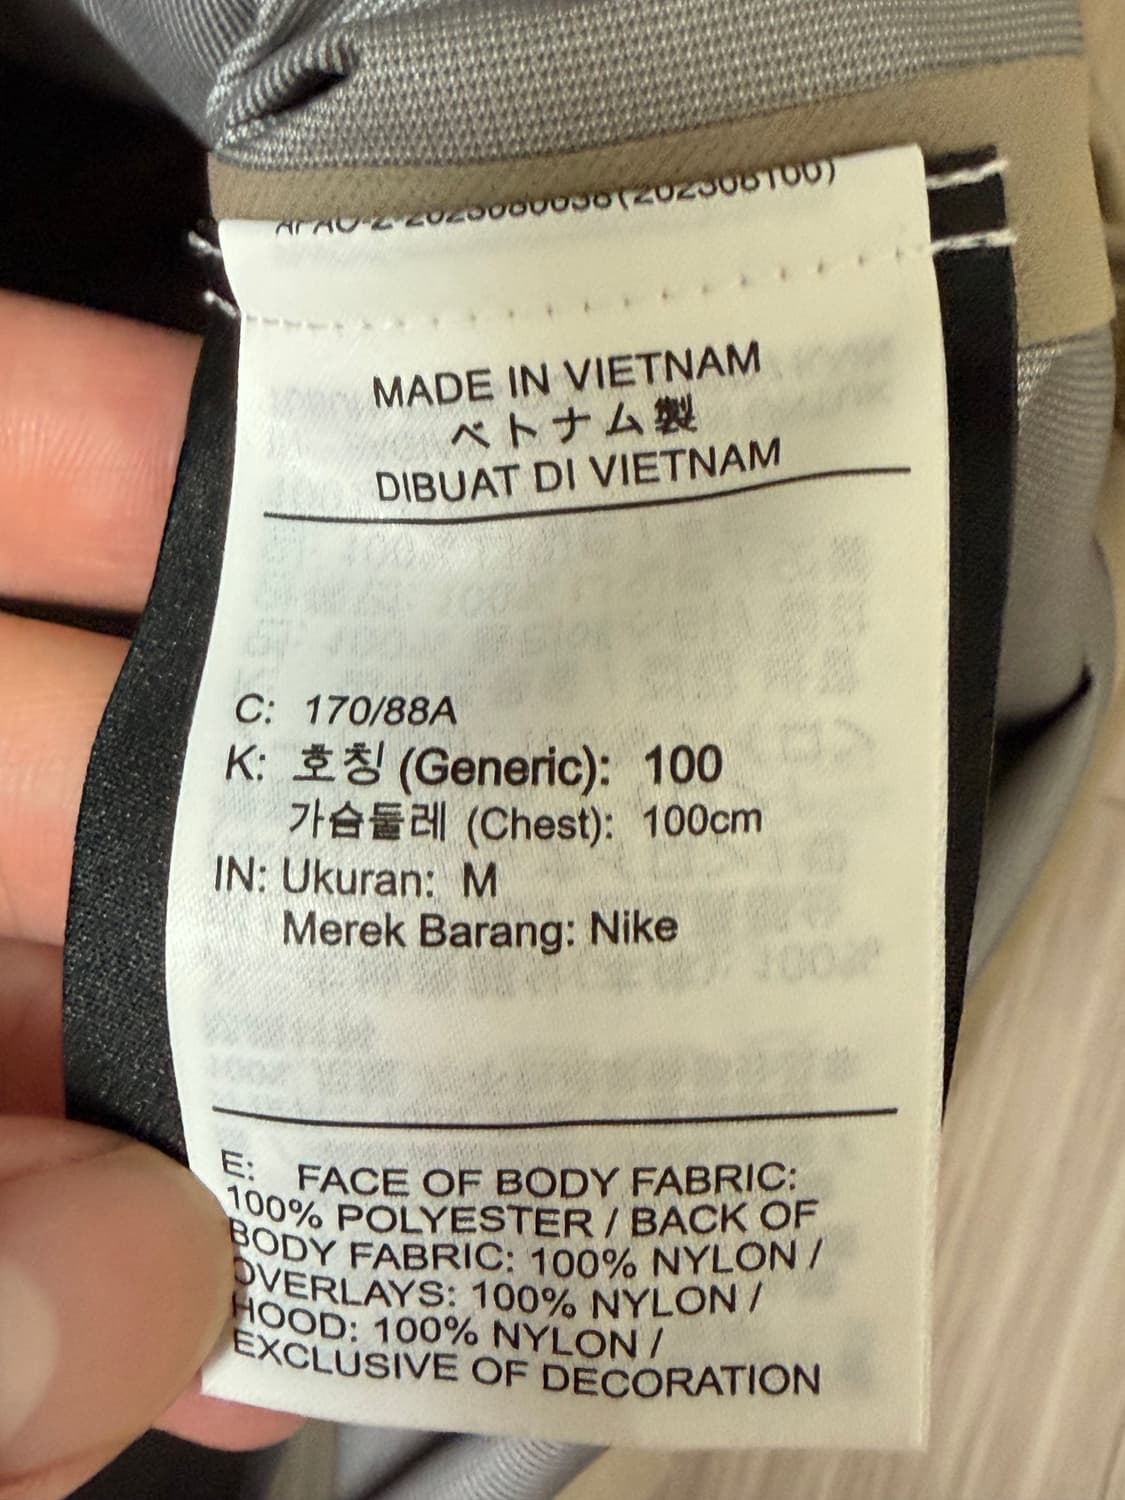 MADE IN VIETNAM
ベトナム製
DIBUAT DI VIETNAM
C: 170/88A
K: 호칭 (Generic): 100
가슴둘레 (Chest): 100cm
IN: Ukuran: M
Merek Barang: Nike
E: FACE OF BODY FABRIC:
100% POLYESTER / BACK OF
BODY FABRIC: 100% NYLON /
OVERLAYS: 100% NYLON /
HOOD: 100% NYLON /
EXCLUSIVE OF DECORATION